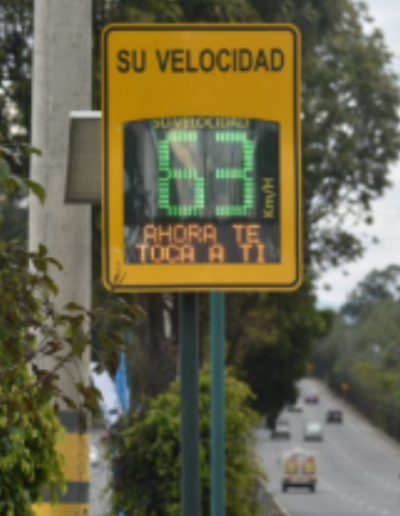 SU VELOCIDAD
SU VELOCIDAD
63
Km/H
AHORA TE
TOCA A TI